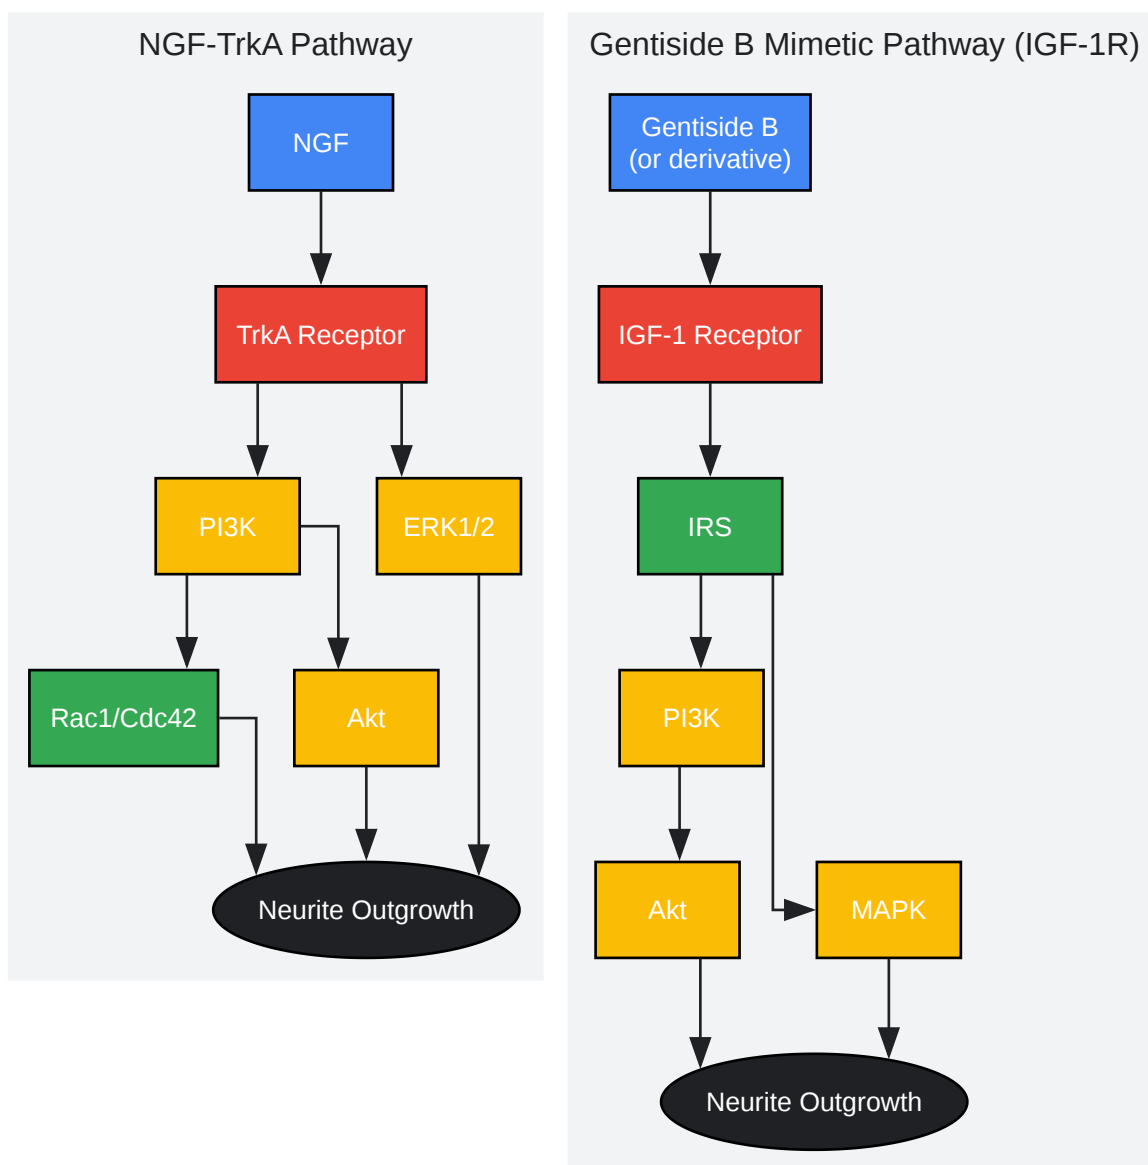 NGF-TrkA Pathway
NGF
TrkA Receptor
PI3K
ERK1/2
Rac1/Cdc42
Akt
Neurite Outgrowth
Gentiside B Mimetic Pathway (IGF-1R)
Gentiside B
(or derivative)
IGF-1 Receptor
IRS
PI3K
Akt
MAPK
Neurite Outgrowth